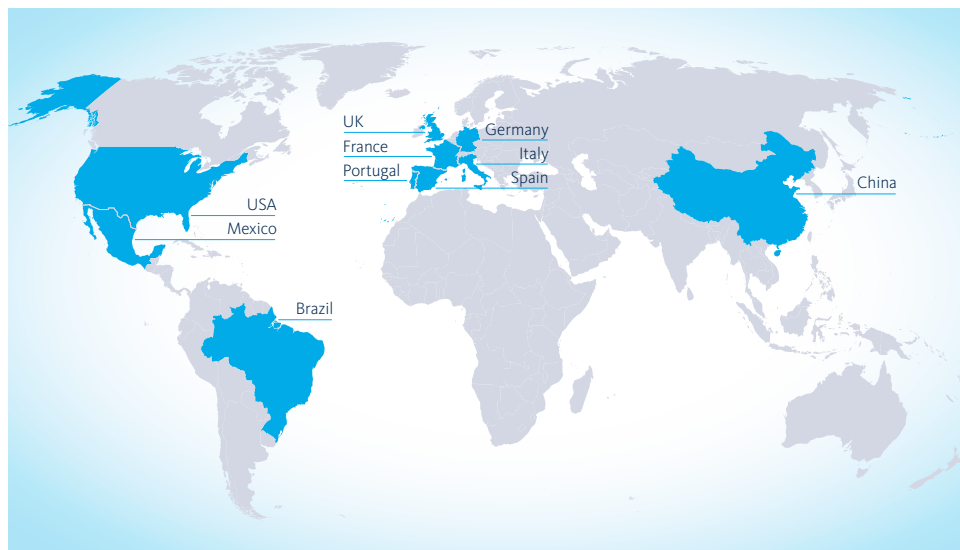 UK
Germany
France
Italy
Portugal
Spain
China
USA
Mexico
Brazil